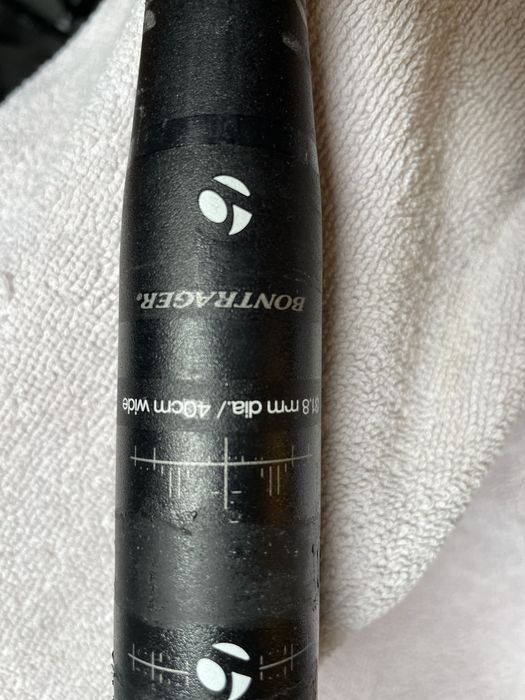 31.8 mm dia./ 40cm wide
BONTRAGER.